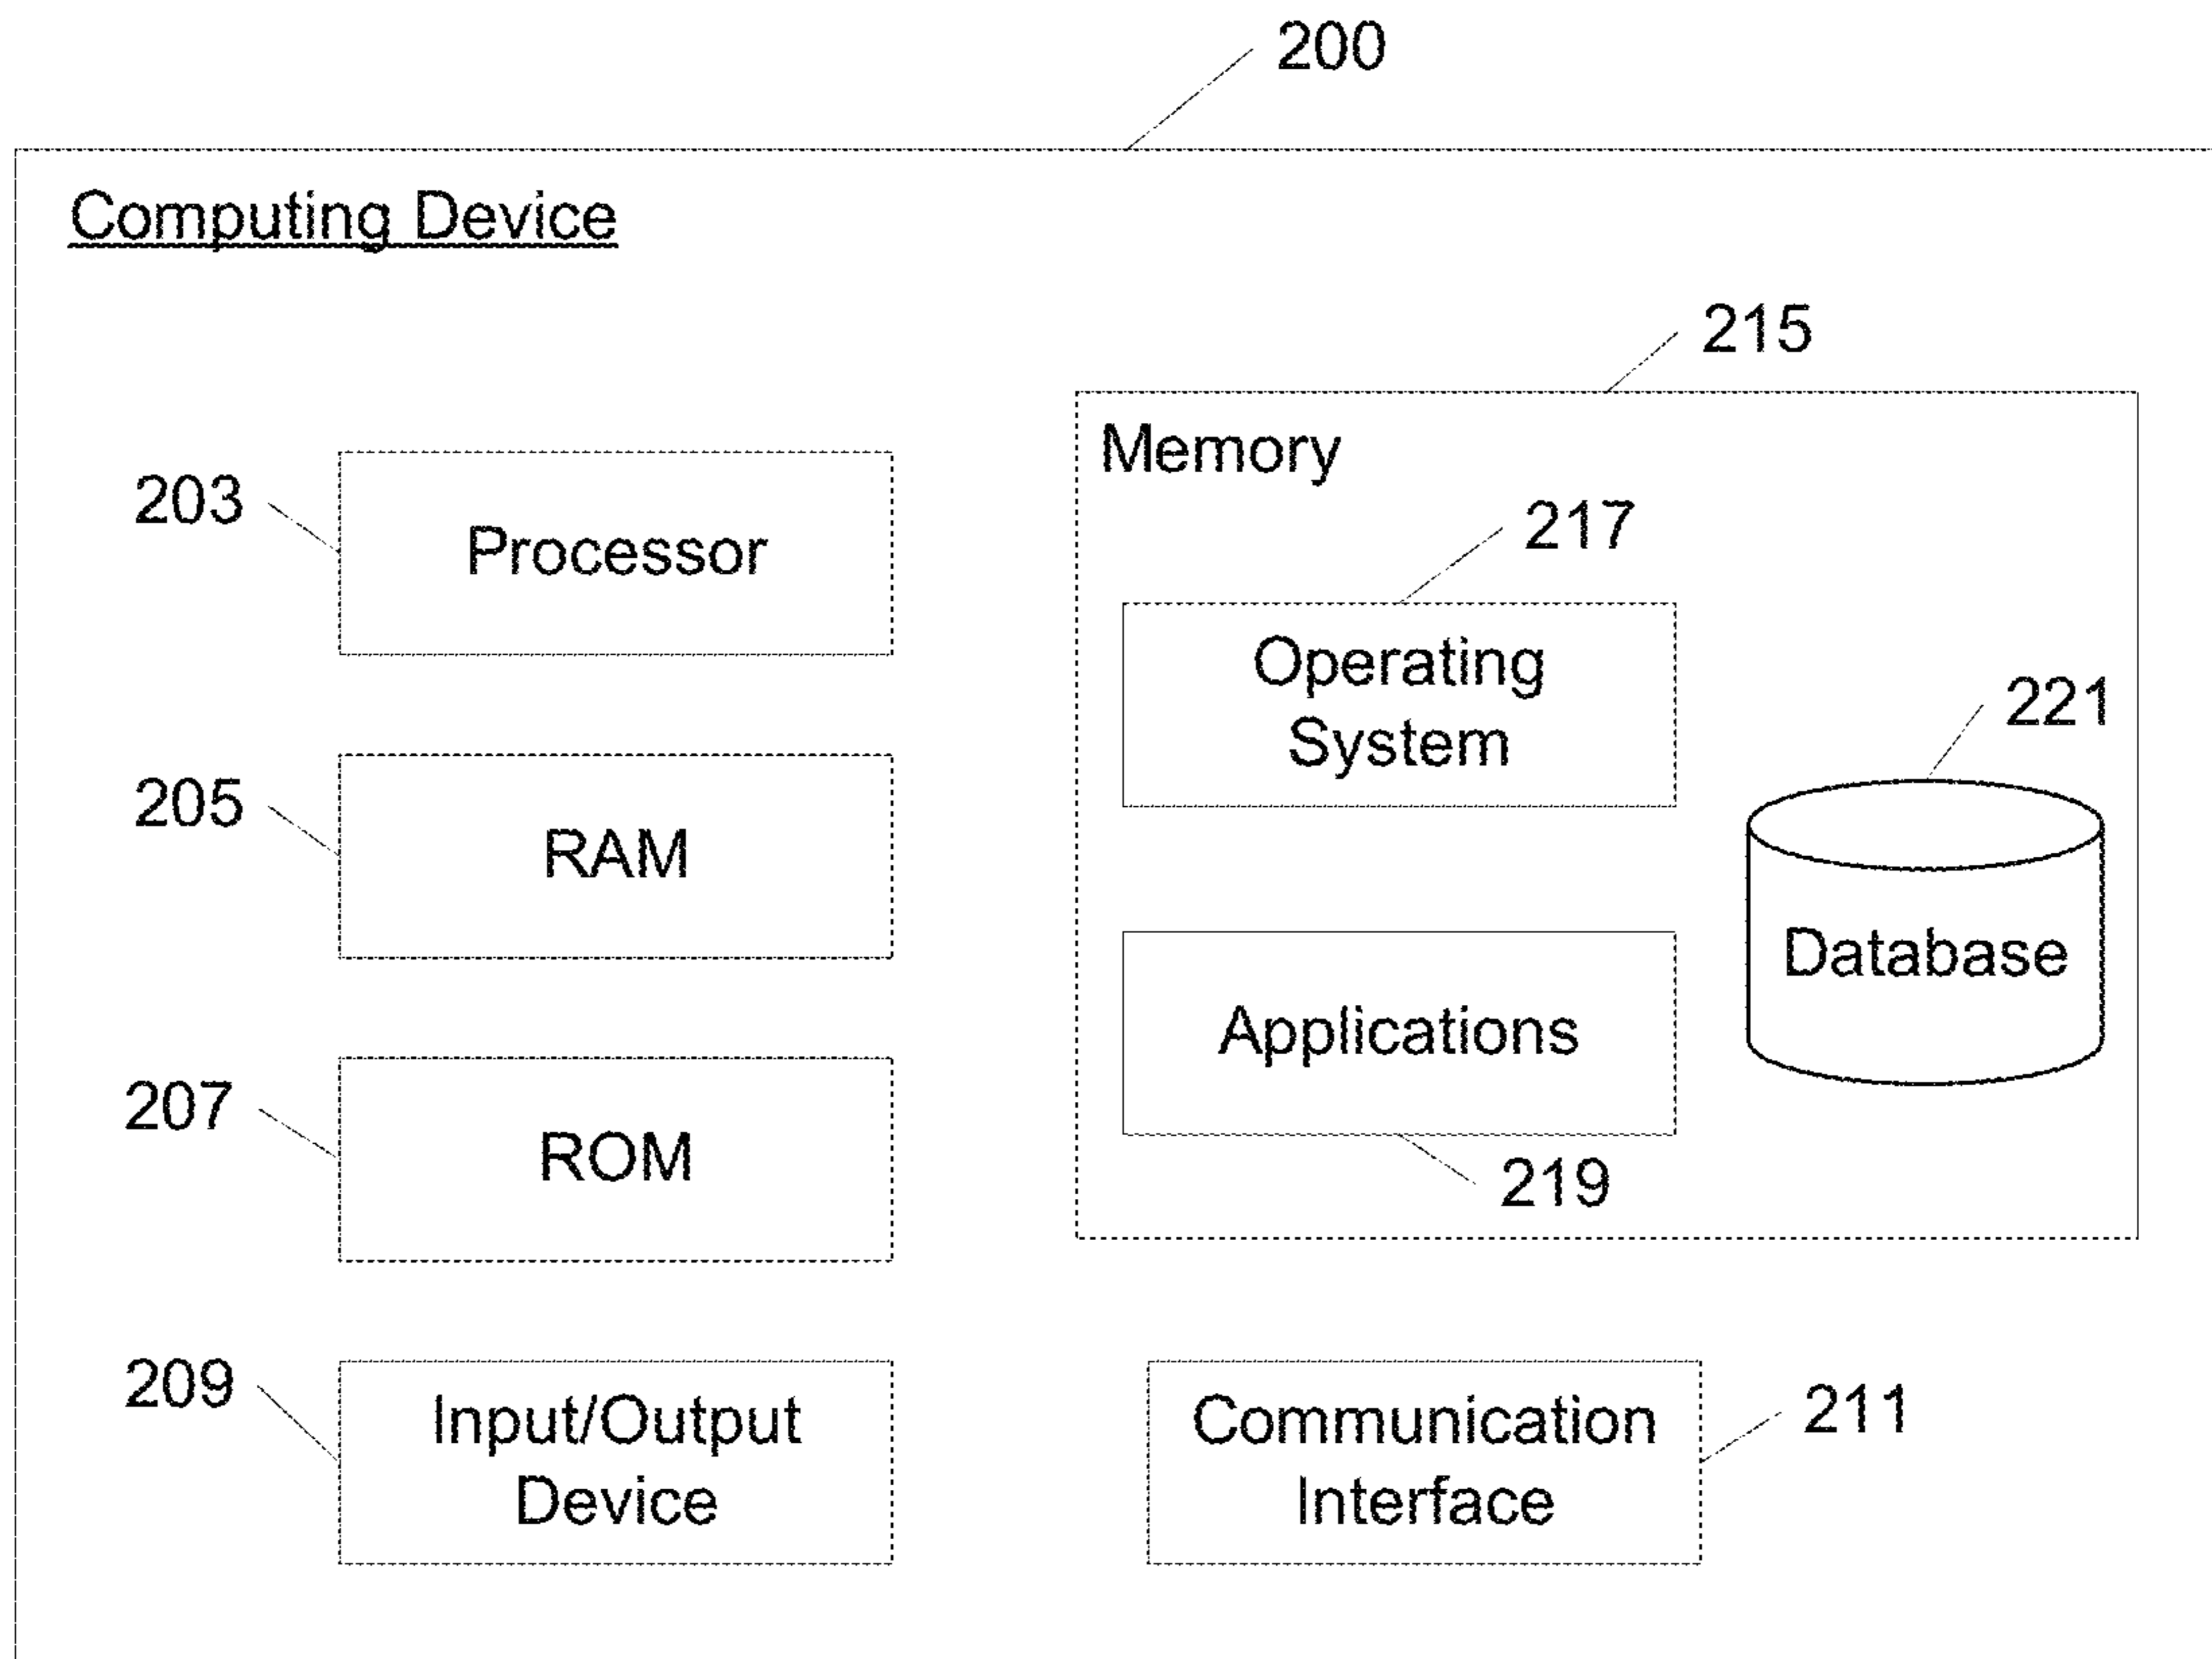 200
Computing Device
215
Memory
203
Processor
217
Operating
System
221
205
RAM
Database
Applications
207
ROM
219
209
Input/Output
Device
Communication
Interface
211